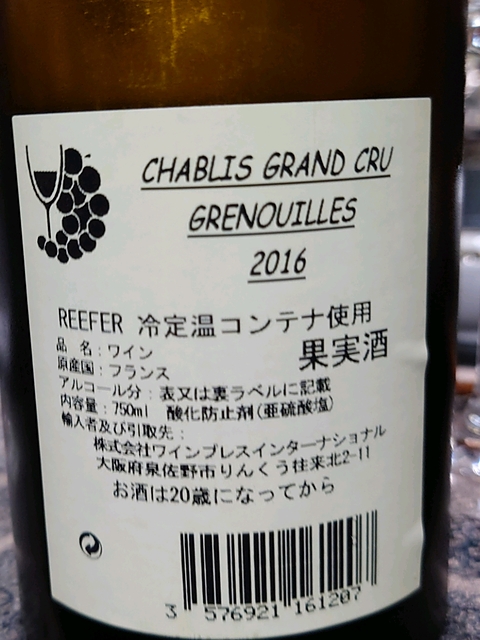 CHABLIS GRAND CRU
GRENOUILLES
2016
REEFER 冷定温コンテナ使用
品 名：ワイン
果実酒
原産国：フランス
アルコール分：表又は裏ラベルに記載
内容量：750ml 酸化防止剤(亜硫酸塩)
輸入者及び引取先：
株式会社ワインプレスインターナショナル
大阪府泉佐野市りんくう往来北2-11
お酒は20歳になってから
3 576921 161207